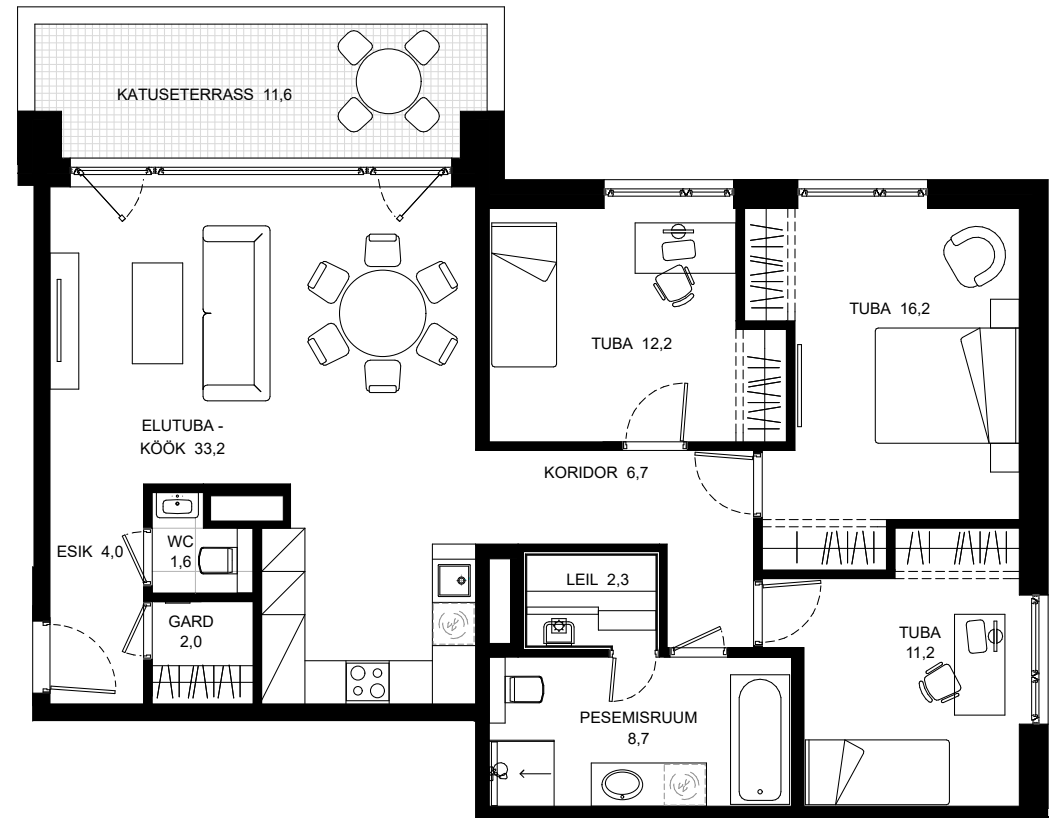 KATUSETERRASS 11,6
TUBA 16,2
TUBA 12,2
ELUTUBA -
KÖÖK 33,2
KORIDOR 6,7
ESIK 4,0
WC
1,6
LEIL 2,3
GARD
2,0
TUBA
11,2
PESEMISRUUM
8,7